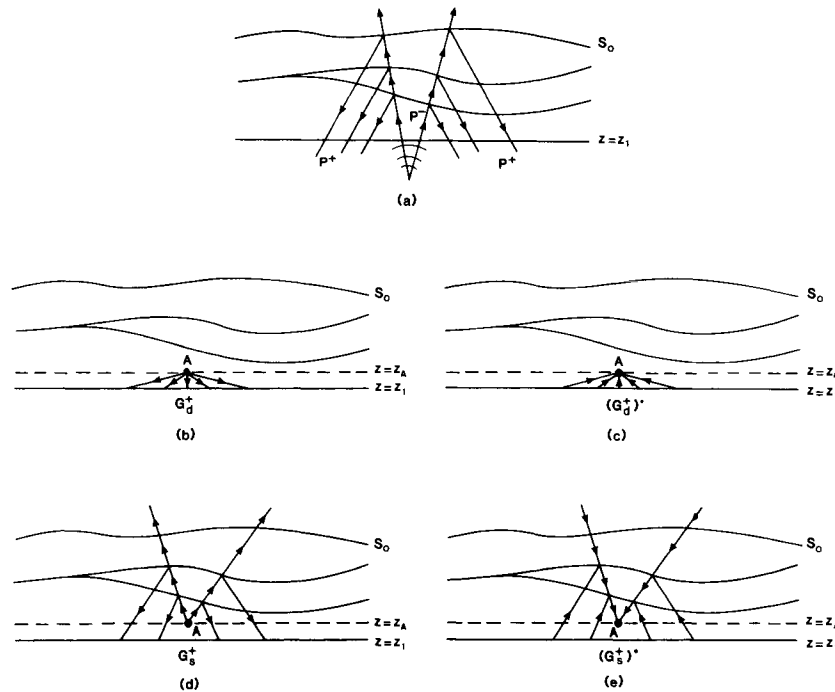 S₀
P⁻
z=z₁
P⁺ P⁺
(a)
S₀
A z=z_A
z=z₁
G_d⁺
(b)
S₀
A
z=z
(G_d⁺)*
(c)
S₀
z=z_A
A
z=z₁
G_s⁺
(d)
S₀
A
z=z
(G_s⁺)*
(e)